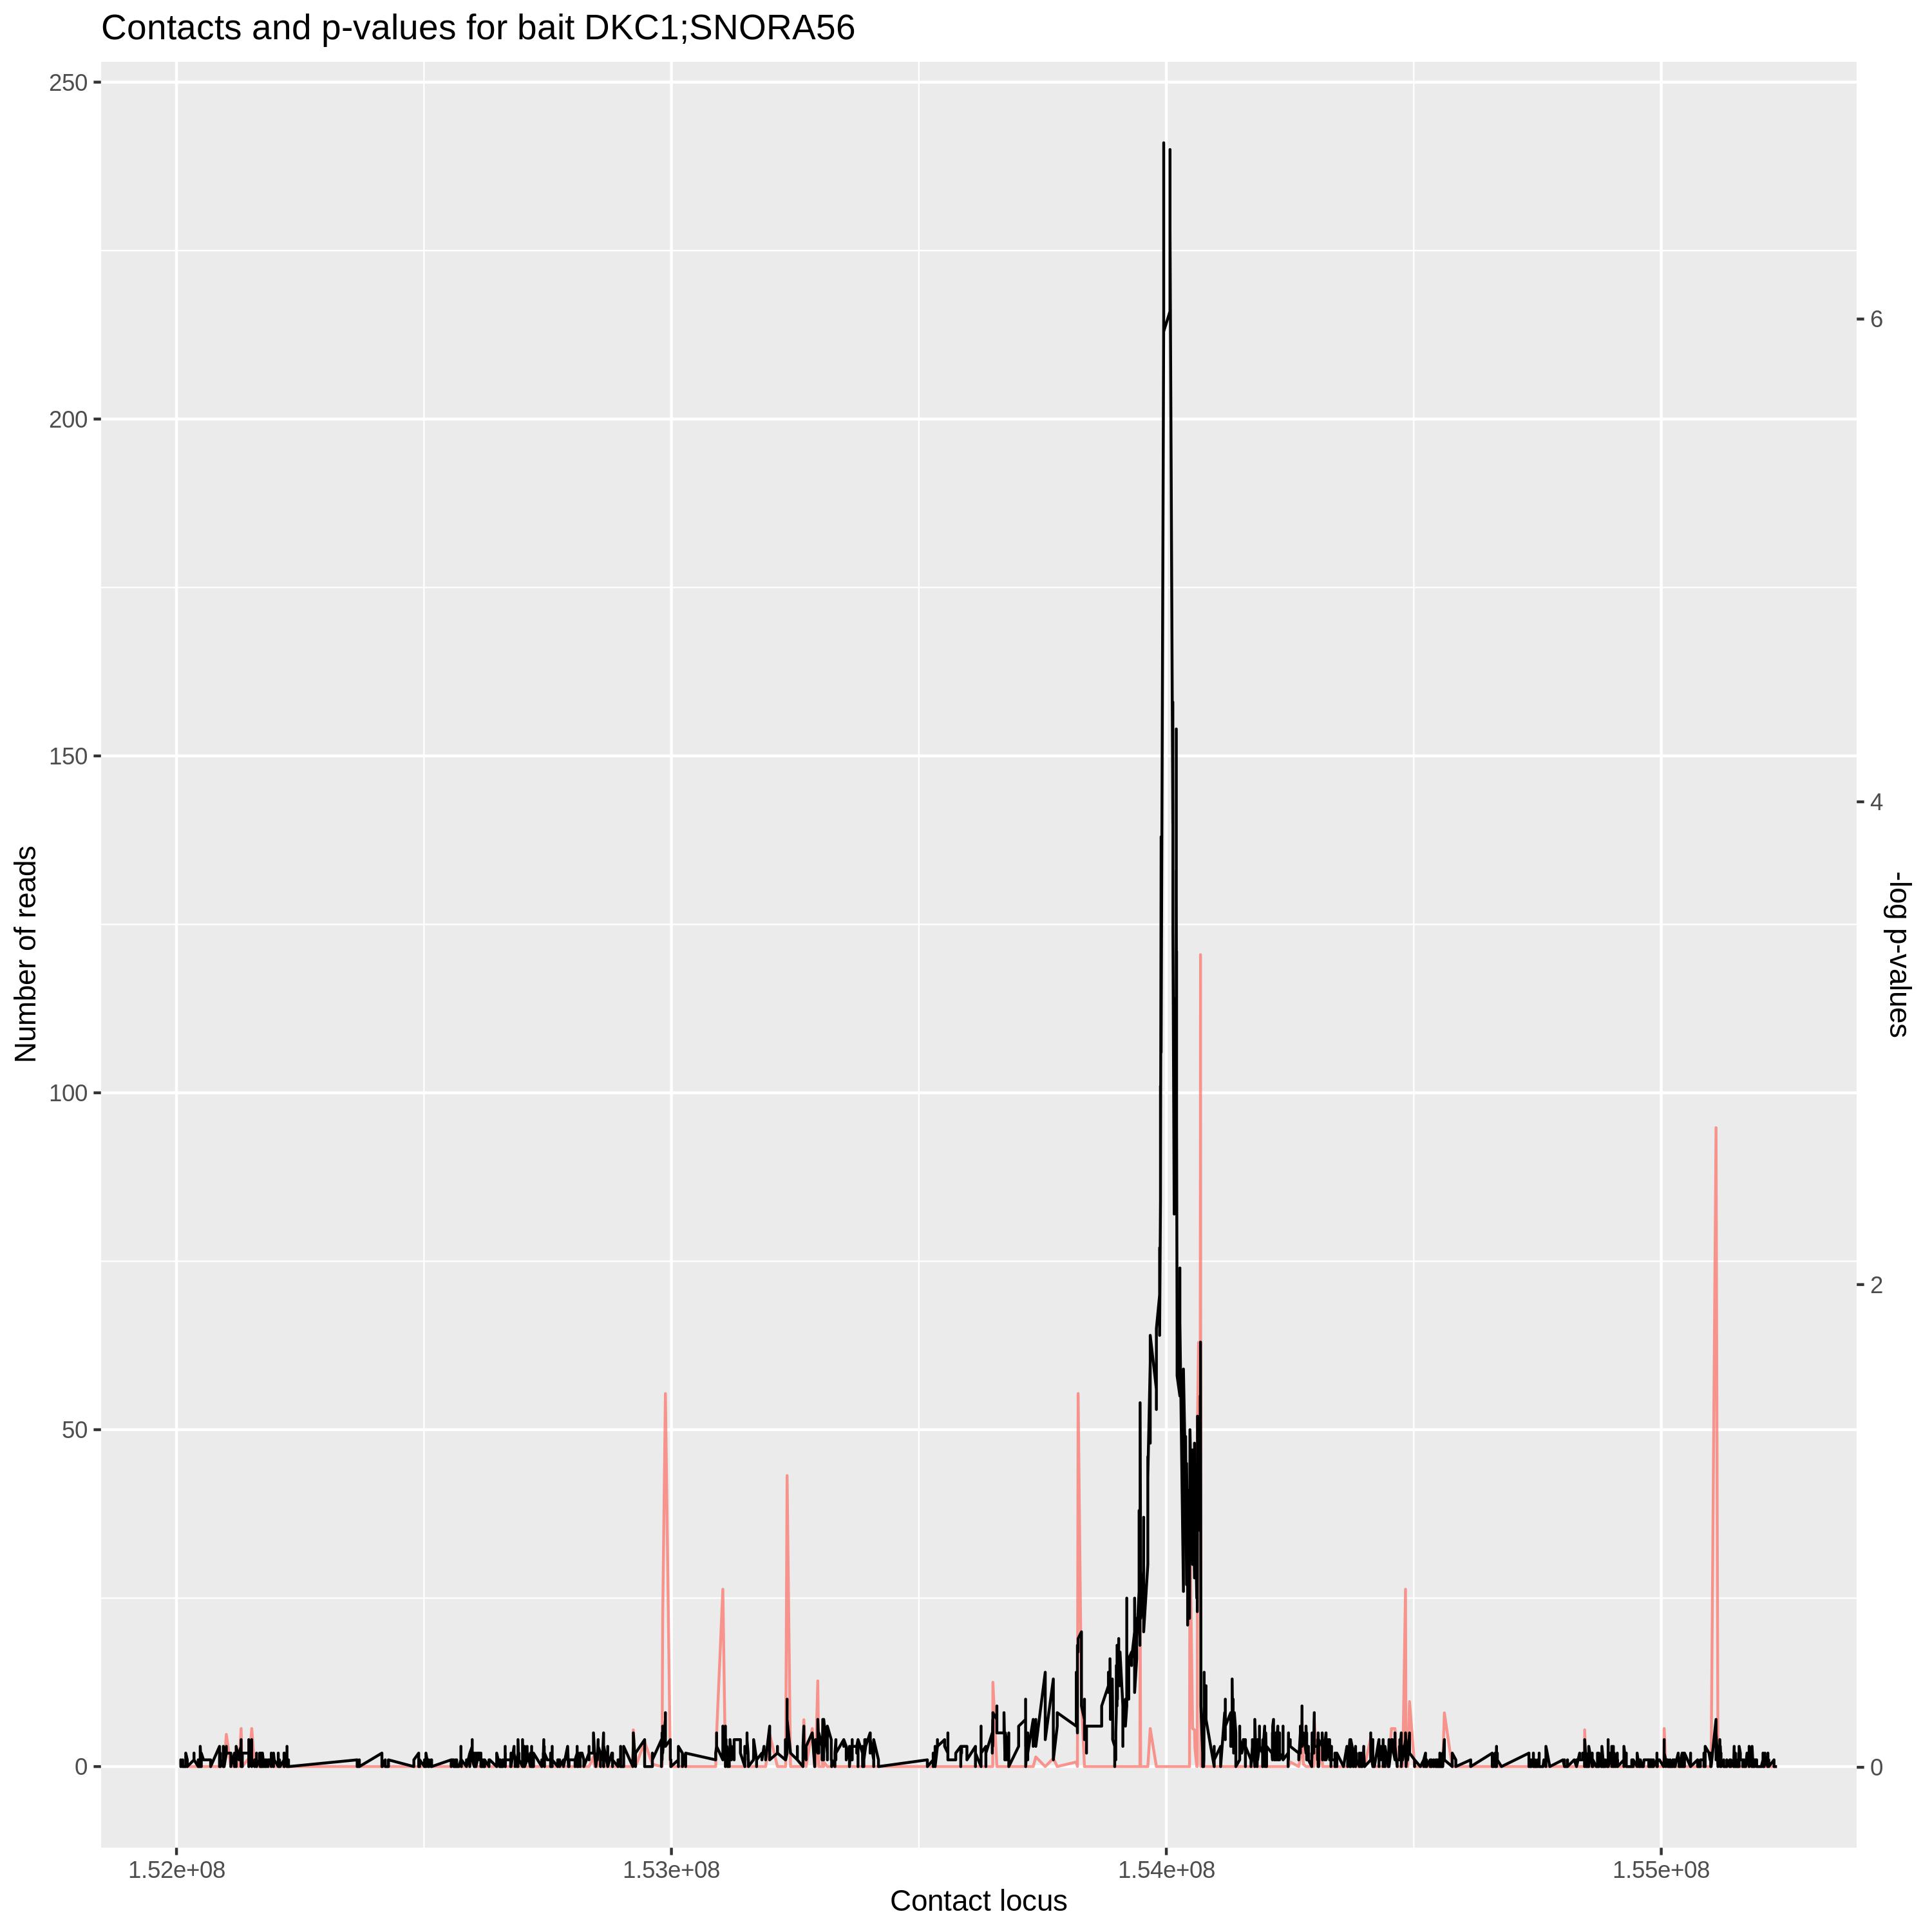 Contacts and p-values for bait DKC1;SNORA56
250
200
150
100
50
0
Number of reads
6
4
2
0
-log p-values
1.52e+08
1.53e+08
1.54e+08
1.55e+08
Contact locus